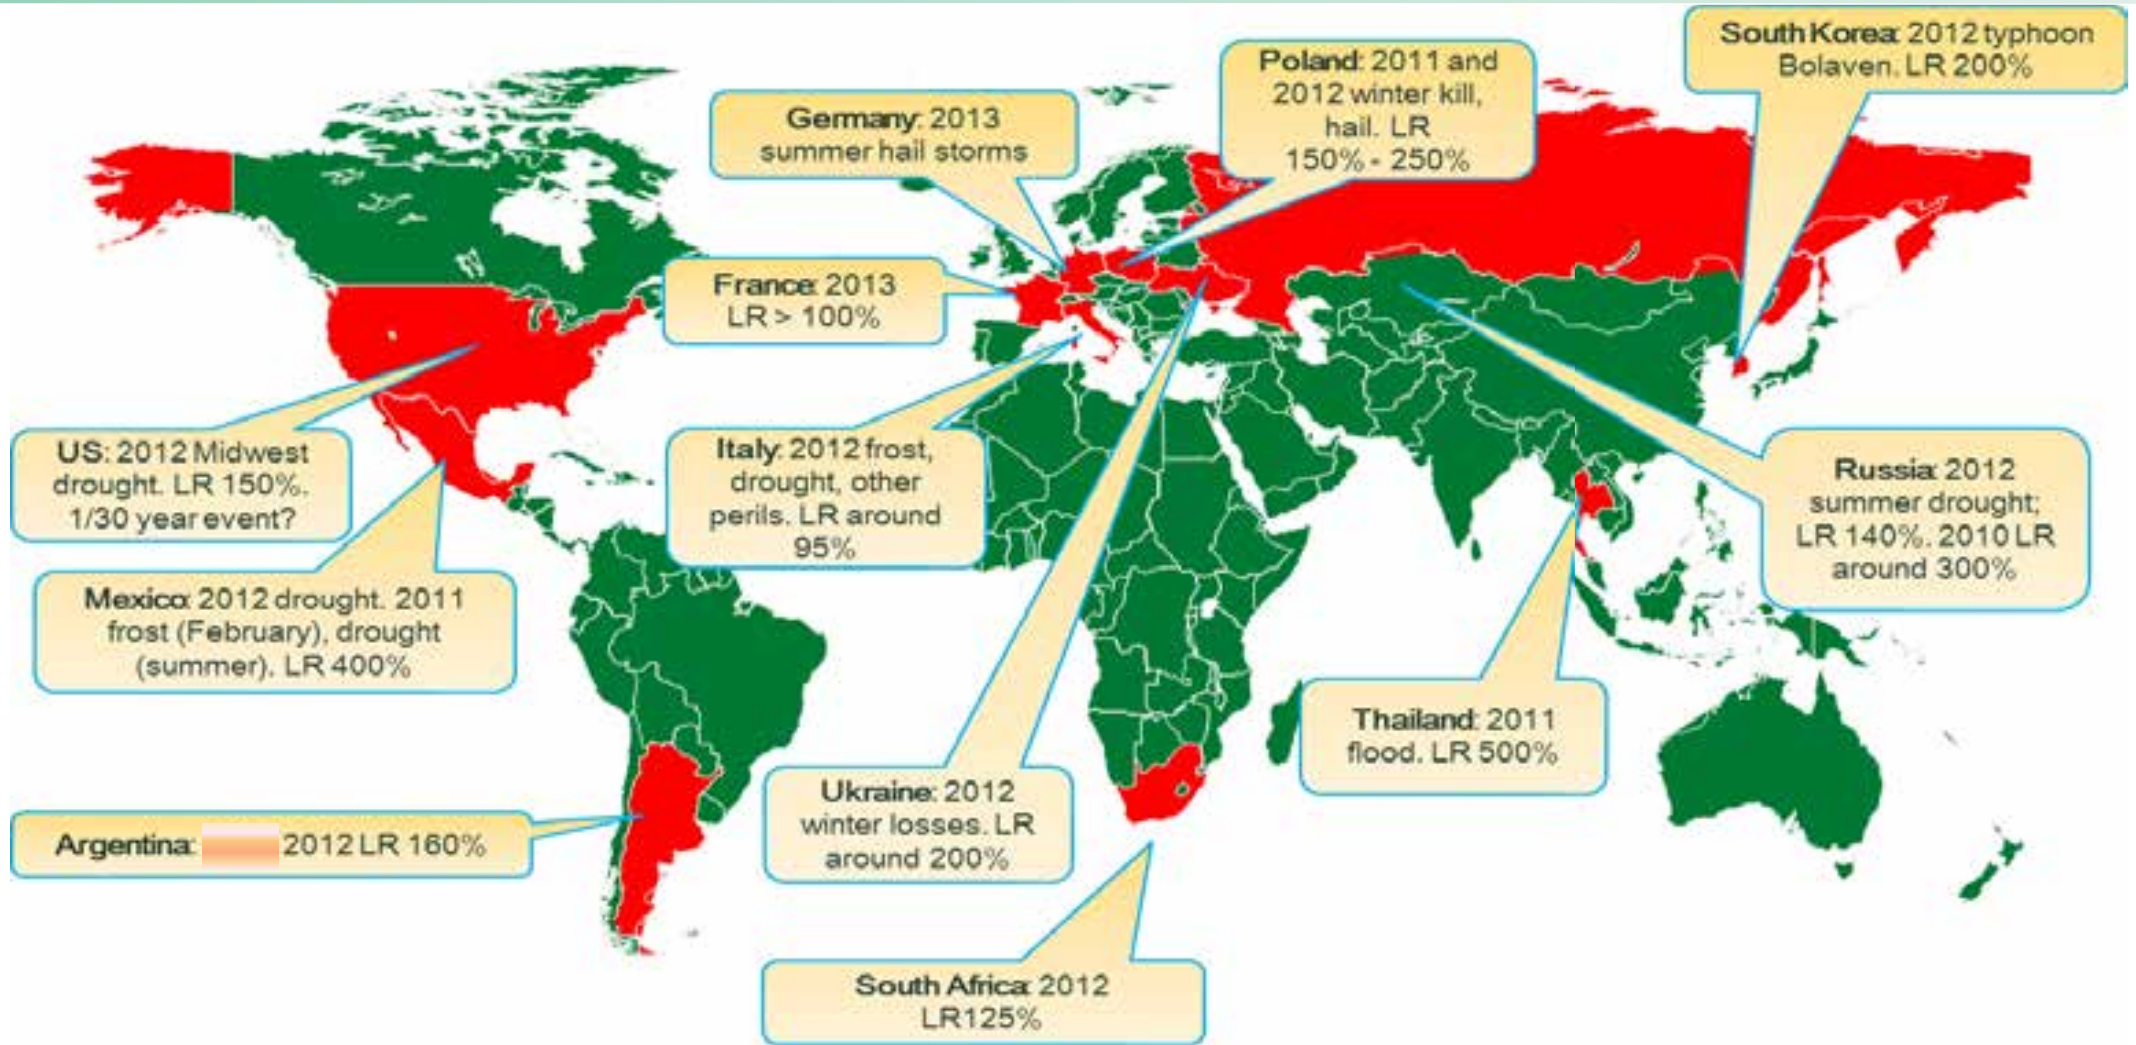 South Korea: 2012 typhoon
Bolaven. LR 200%
Poland: 2011 and
2012 winter kill,
hail. LR
150% - 250%
Germany: 2013
summer hail storms
France: 2013
LR > 100%
US: 2012 Midwest
drought. LR 150%.
1/30 year event?
Italy: 2012 frost,
drought, other
perils. LR around
95%
Russia: 2012
summer drought;
LR 140%. 2010 LR
around 300%
Mexico: 2012 drought. 2011
frost (February), drought
(summer). LR 400%
Thailand: 2011
flood. LR 500%
Ukraine: 2012
winter losses. LR
around 200%
Argentina: 2012 LR 160%
South Africa: 2012
LR125%